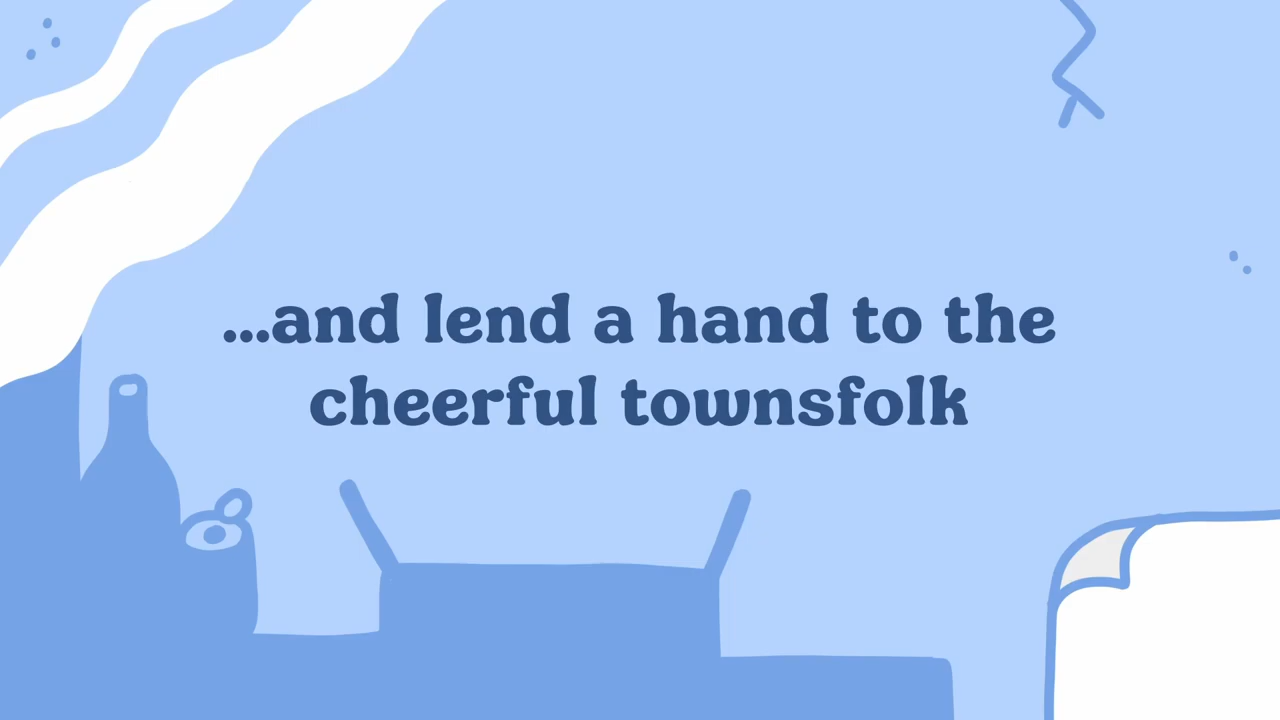 ...and lend a hand to the
cheerful townsfolk